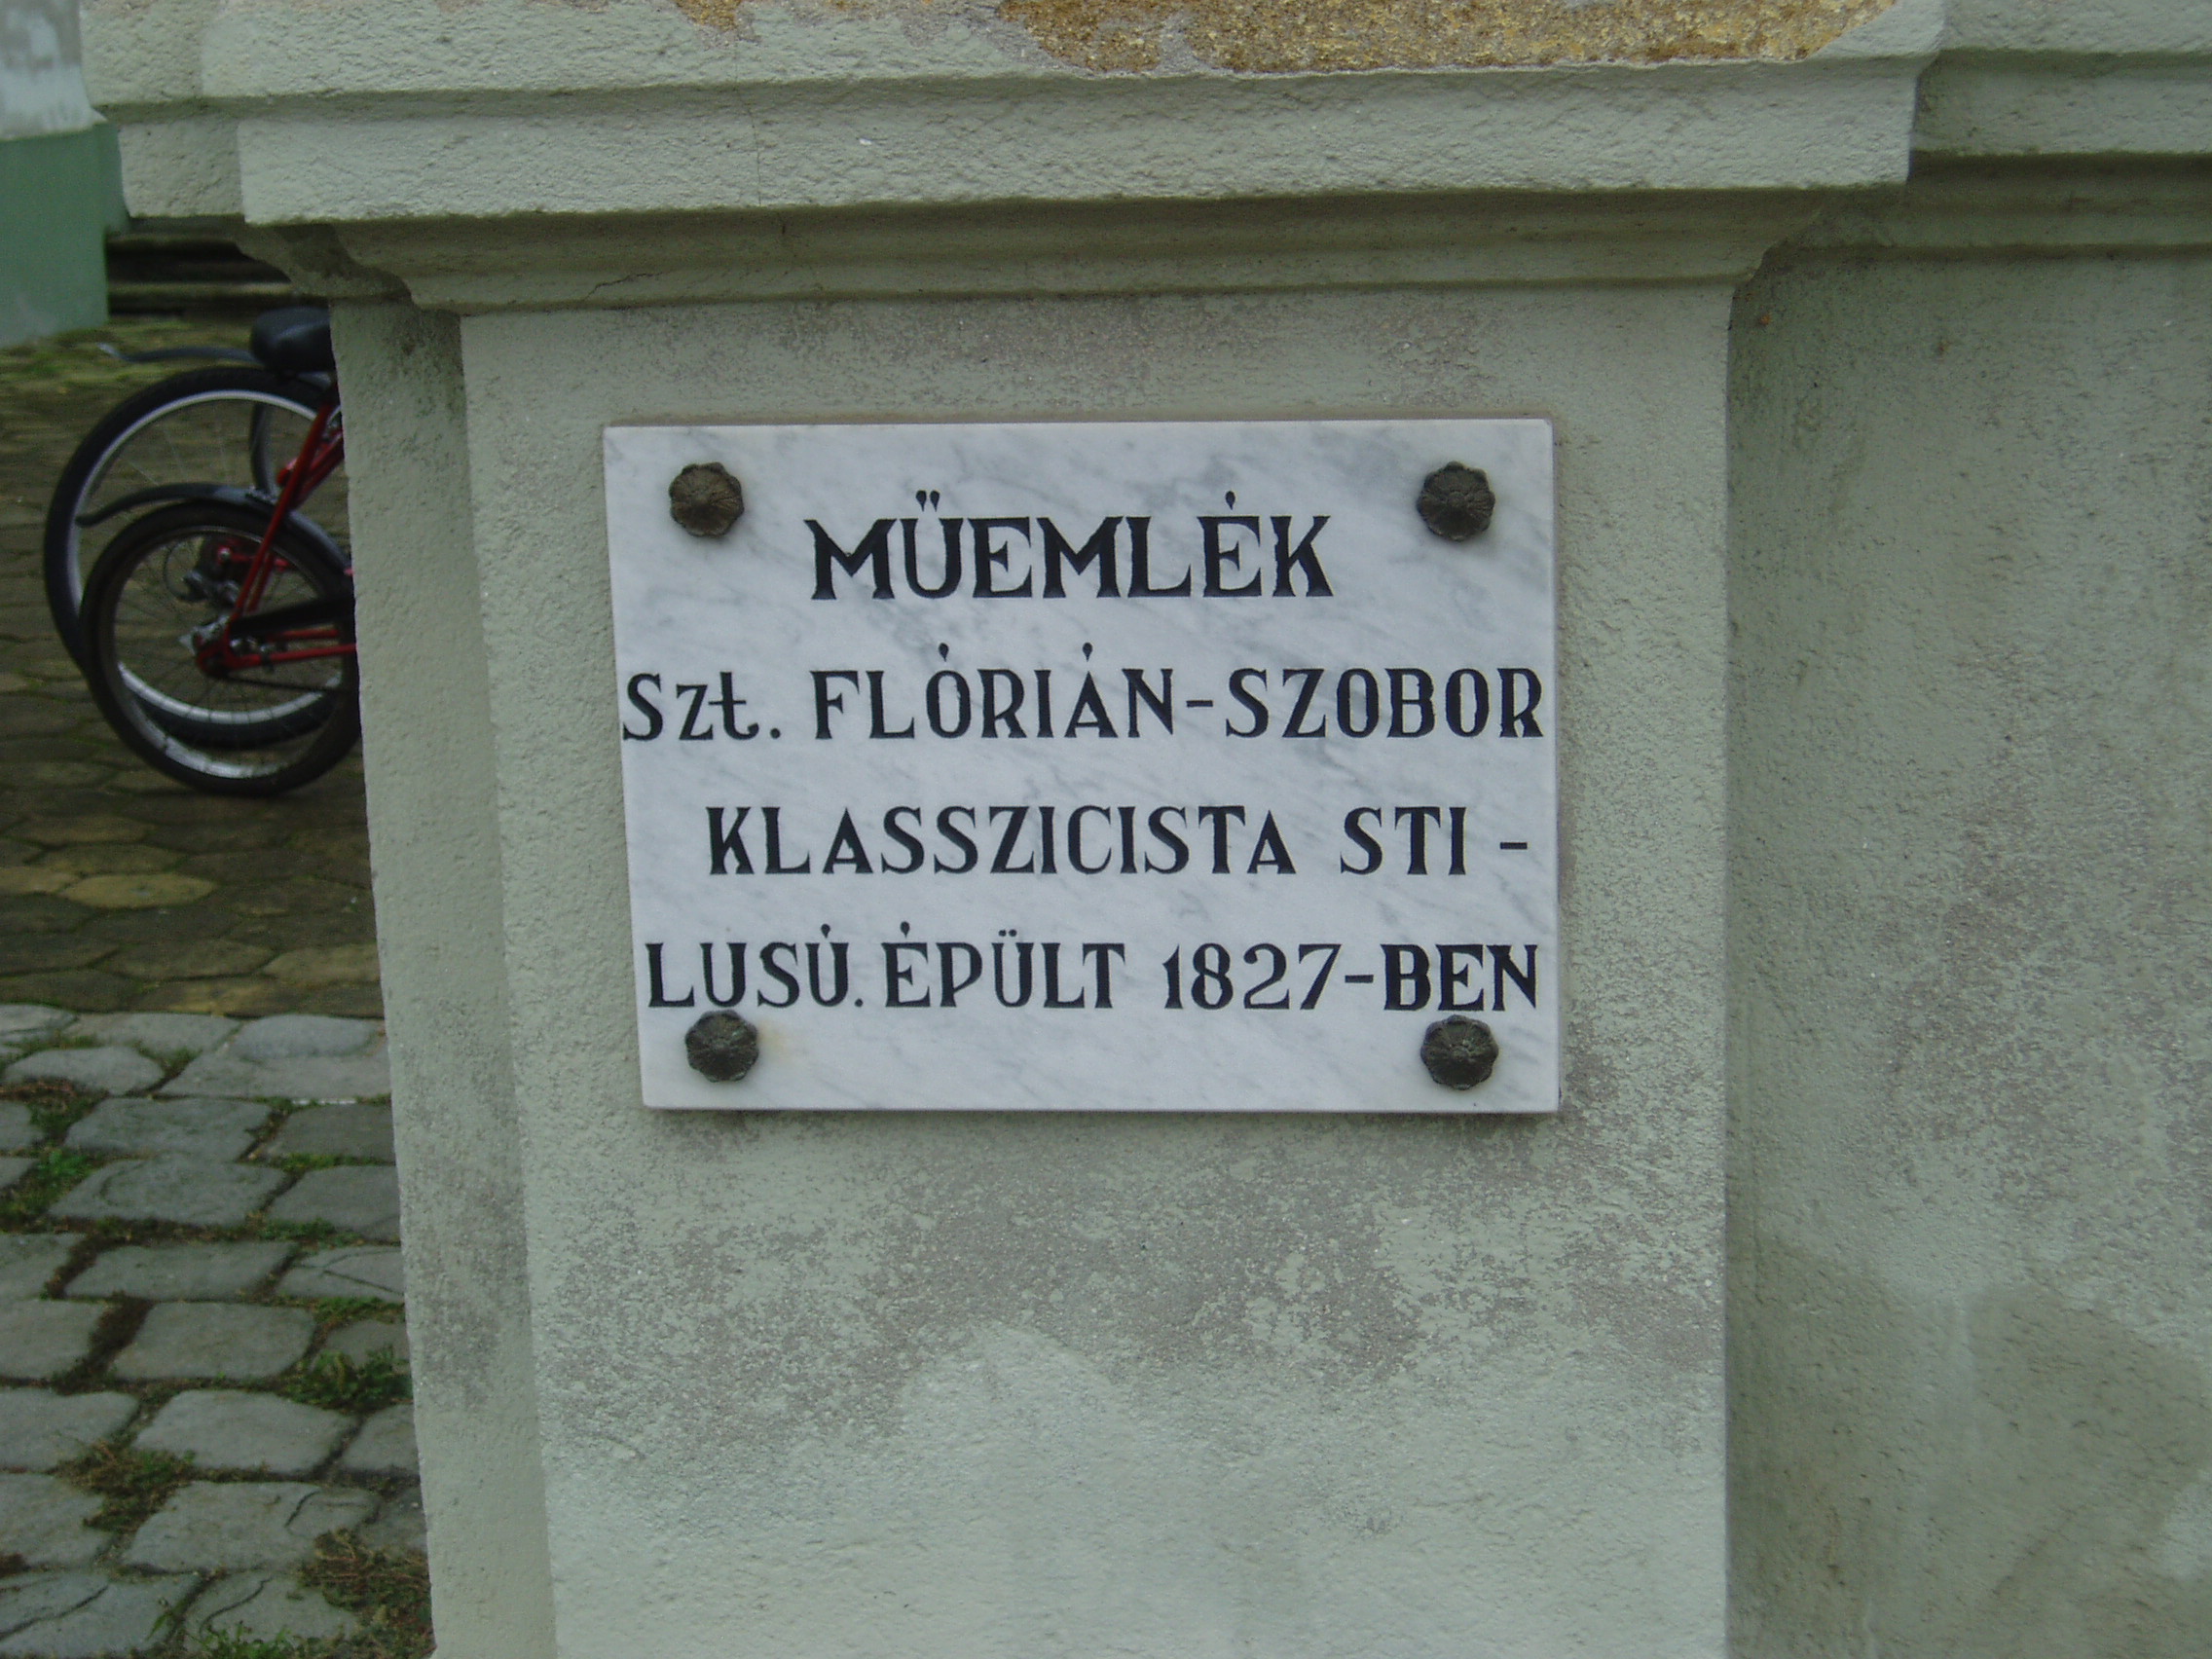 MŰEMLÉK
Szt. FLÓRIÁN-SZOBOR
KLASSZICISTA STI-
LUSÚ. ÉPÜLT 1827-BEN